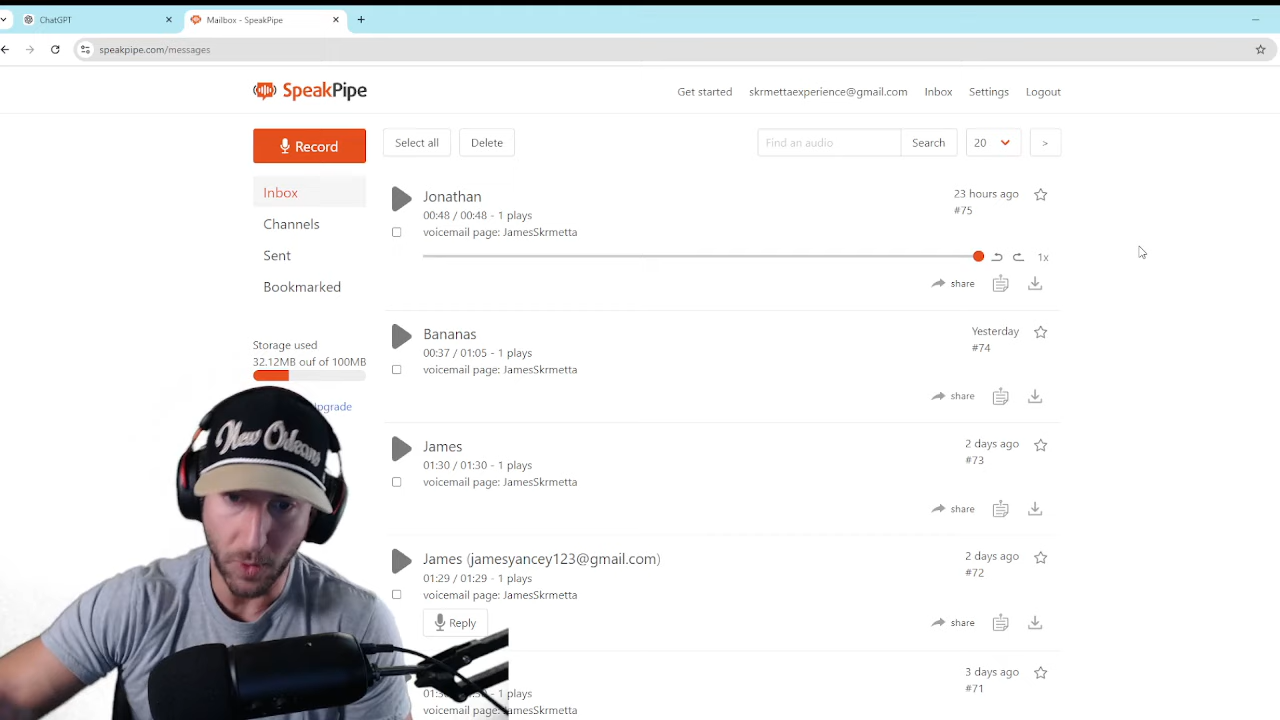 ChatGPT
Mailbox - SpeakPipe
speakpipe.com/messages
SpeakPipe
Get started
skrmettaexperience@gmail.com
Inbox
Settings
Logout
Record
Select all
Delete
Find an audio
Search
20
>
Inbox
Channels
Sent
Bookmarked
Storage used
32.12MB ouf of 100MB
pgrade
New Orleans
Jonathan
00:48 / 00:48 - 1 plays
voicemail page: JamesSkrmetta
23 hours ago
#75
1x
share
Bananas
00:37 / 01:05 - 1 plays
voicemail page: JamesSkrmetta
Yesterday
#74
share
James
01:30 / 01:30 - 1 plays
voicemail page: JamesSkrmetta
2 days ago
#73
share
James (jamesyancey123@gmail.com)
01:29 / 01:29 - 1 plays
voicemail page: JamesSkrmetta
2 days ago
#72
Reply
share
- 1 plays
voicemail page: JamesSkrmetta
3 days ago
#71